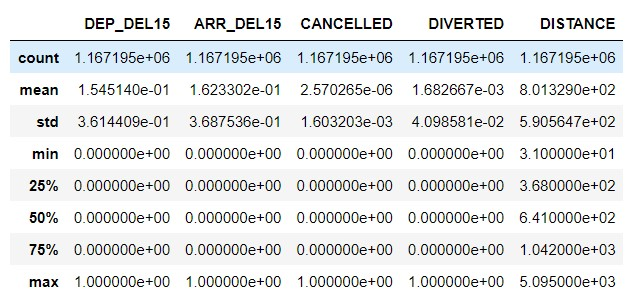 DEP_DEL15 ARR_DEL15 CANCELLED DIVERTED DISTANCE
count 1.167195e+06 1.167195e+06 1.167195e+06 1.167195e+06 1.167195e+06
mean 1.545140e-01 1.623302e-01 2.570265e-06 1.682667e-03 8.013290e+02
std 3.614409e-01 3.687536e-01 1.603203e-03 4.098581e-02 5.905647e+02
min 0.000000e+00 0.000000e+00 0.000000e+00 0.000000e+00 3.100000e+01
25% 0.000000e+00 0.000000e+00 0.000000e+00 0.000000e+00 3.680000e+02
50% 0.000000e+00 0.000000e+00 0.000000e+00 0.000000e+00 6.410000e+02
75% 0.000000e+00 0.000000e+00 0.000000e+00 0.000000e+00 1.042000e+03
max 1.000000e+00 1.000000e+00 1.000000e+00 1.000000e+00 5.095000e+03